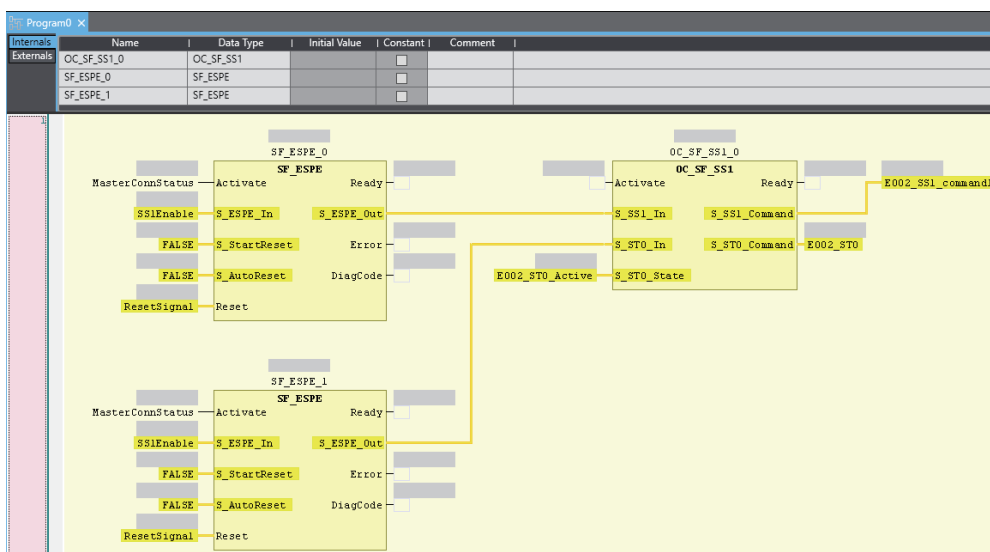 Program0 ×
Internals Name Data Type Initial Value Constant Comment
Externals OC_SF_SS1_0 OC_SF_SS1
SF_ESPE_0 SF_ESPE
SF_ESPE_1 SF_ESPE
1
SF_ESPE_0 OC_SF_SS1_0
SF_ESPE OC_SF_SS1
MasterConnStatus Activate Ready Activate Ready E002_SS1_command1
SS1Enable S_ESPE_In S_ESPE_Out S_SS1_In S_SS1_Command
FALSE S_StartReset Error S_STO_In S_STO_Command E002_STO
FALSE S_AutoReset DiagCode E002_STO_Active S_STO_State
ResetSignal Reset
SF_ESPE_1
SF_ESPE
MasterConnStatus Activate Ready
SS1Enable S_ESPE_In S_ESPE_Out
FALSE S_StartReset Error
FALSE S_AutoReset DiagCode
ResetSignal Reset